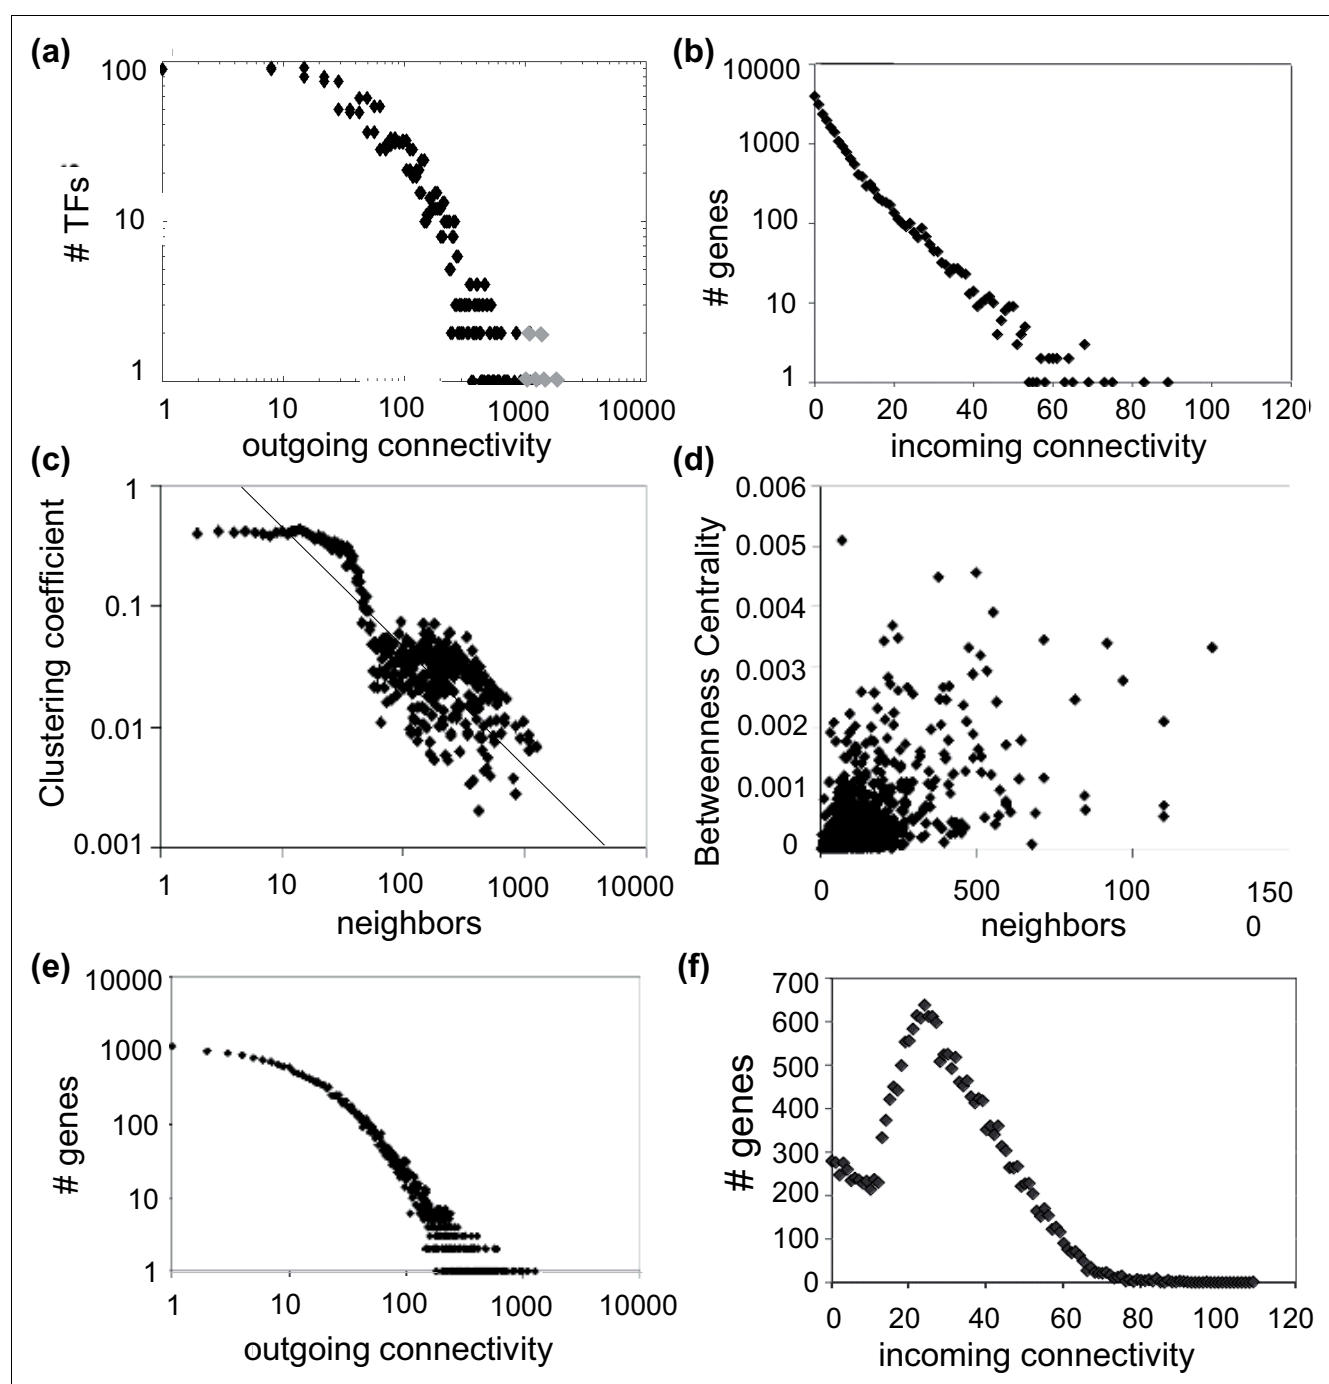 (a)
100
10
1
# TFs
1 10 100 1000 10000
outgoing connectivity
(b)
10000
1000
100
10
1
# genes
0 20 40 60 80 100 120
incoming connectivity
(c)
1
0.1
0.01
0.001
Clustering coefficient
1 10 100 1000 10000
neighbors
(d)
0.006
0.005
0.004
0.003
0.002
0.001
0
Betweenness Centrality
0 500 100 150
neighbors 0
(e)
10000
1000
100
10
1
# genes
1 10 100 1000 10000
outgoing connectivity
(f)
700
600
500
400
300
200
100
0
# genes
0 20 40 60 80 100 120
incoming connectivity